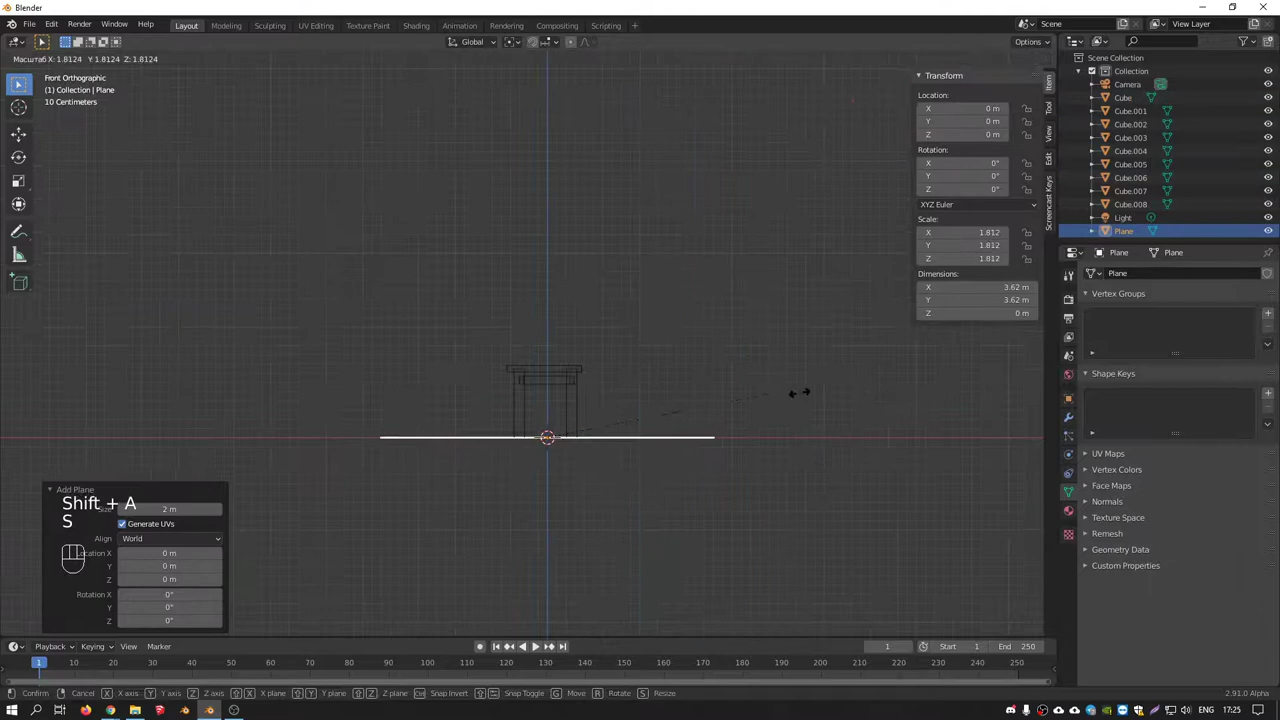 Blender
File Edit Render Window Help
Layout Modeling Sculpting UV Editing Texture Paint Shading Animation Rendering Compositing Scripting +
Scene
View Layer
Global
Options
Масштаб X: 1.8124 Y: 1.8124 Z: 1.8124
Front Orthographic
(1) Collection | Plane
10 Centimeters
Transform
Location:
X 0 m
Y 0 m
Z 0 m
Rotation:
X 0°
Y 0°
Z 0°
XYZ Euler
Scale:
X 1.812
Y 1.812
Z 1.812
Dimensions:
X 3.62 m
Y 3.62 m
Z 0 m
Item
Tool
View
Edit
Screencast Keys
Scene Collection
Collection
Camera
Cube
Cube.001
Cube.002
Cube.003
Cube.004
Cube.005
Cube.006
Cube.007
Cube.008
Light
Plane
Plane Plane
Plane
Vertex Groups
Shape Keys
UV Maps
Vertex Colors
Face Maps
Normals
Texture Space
Remesh
Geometry Data
Custom Properties
Add Plane
Shift + A
S
2 m
Generate UVs
Align World
Location X 0 m
Y 0 m
Z 0 m
Rotation X 0°
Y 0°
Z 0°
Playback Keying View Marker
1 Start 1 End 250
1 10 20 30 40 50 60 70 80 90 100 110 120 130 140 150 160 170 180 190 200 210 220 230 240 250
Confirm Cancel X X axis Y Y axis Z Z axis X X plane Y Y plane Z Z plane Snap Invert Snap Toggle G Move R Rotate S Resize 2.91.0 Alpha
ENG 17:25